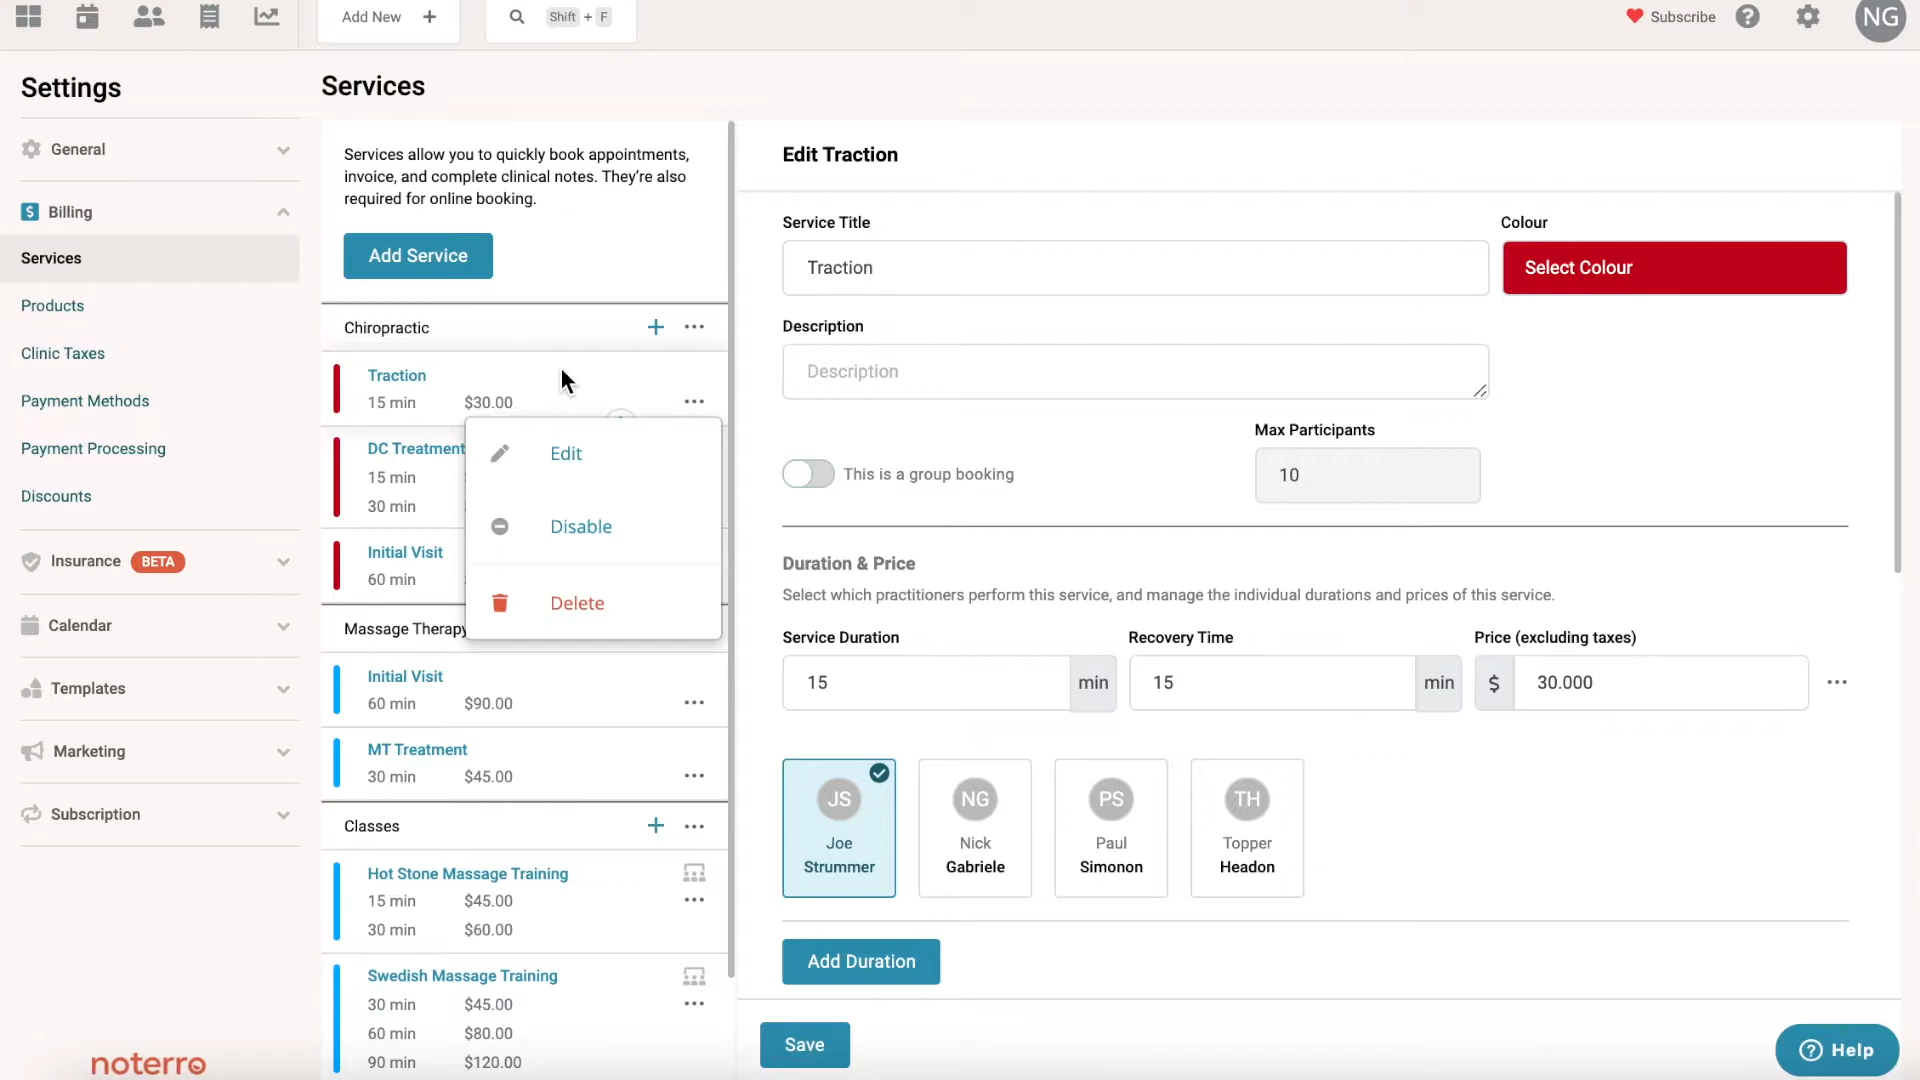 Add New +
Shift + F
Subscribe
NG
Settings
General
Billing
Services
Products
Clinic Taxes
Payment Methods
Payment Processing
Discounts
Insurance BETA
Calendar
Templates
Marketing
Subscription
noterro
Services
Services allow you to quickly book appointments,
invoice, and complete clinical notes. They’re also
required for online booking.
Add Service
Chiropractic
Traction
15 min $30.00
DC Treatment
15 min
30 min
Initial Visit
60 min
Edit
Disable
Delete
Massage Therapy
Initial Visit
60 min $90.00
MT Treatment
30 min $45.00
Classes
Hot Stone Massage Training
15 min $45.00
30 min $60.00
Swedish Massage Training
30 min $45.00
60 min $80.00
90 min $120.00
Edit Traction
Service Title
Colour
Traction
Select Colour
Description
Description
Max Participants
This is a group booking
10
Duration & Price
Select which practitioners perform this service, and manage the individual durations and prices of this service.
Service Duration
Recovery Time
Price (excluding taxes)
15 min
15 min
$ 30.000
JS
Joe
Strummer
NG
Nick
Gabriele
PS
Paul
Simonon
TH
Topper
Headon
Add Duration
Save
Help